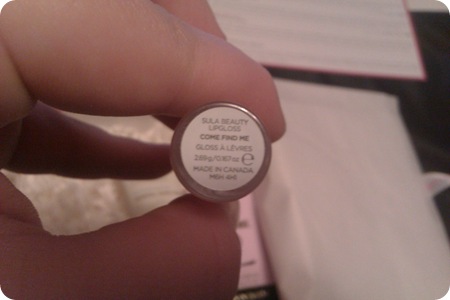 SULA BEAUTY
LIPGLOSS
COME FIND ME
GLOSS À LÈVRES
e
MADE IN CANADA